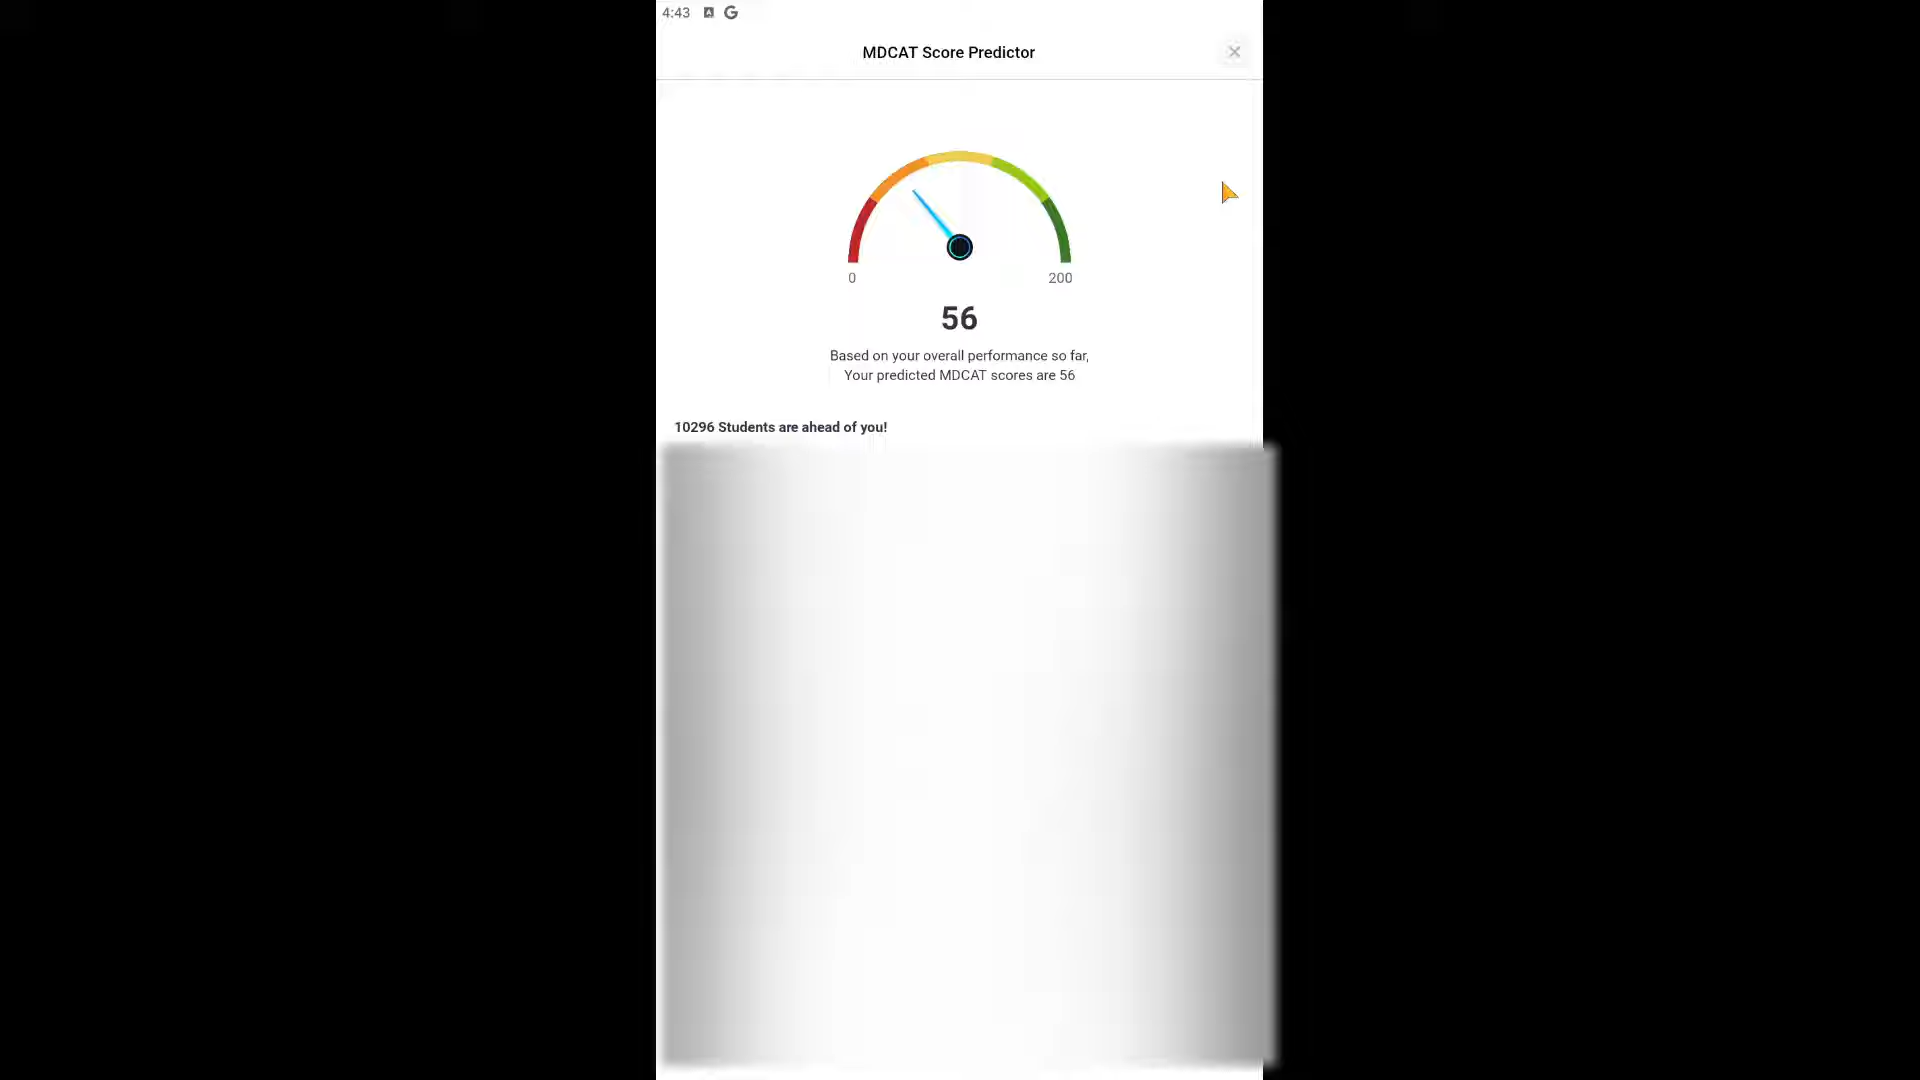 4:43
MDCAT Score Predictor
0
200
56
Based on your overall performance so far,
Your predicted MDCAT scores are 56
10296 Students are ahead of you!